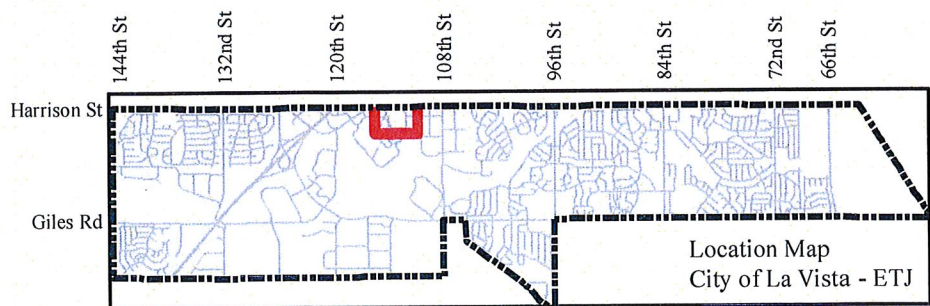 144th St
132nd St
120th St
108th St
96th St
84th St
72nd St
66th St
Harrison St
Giles Rd
Location Map
City of La Vista - ETJ